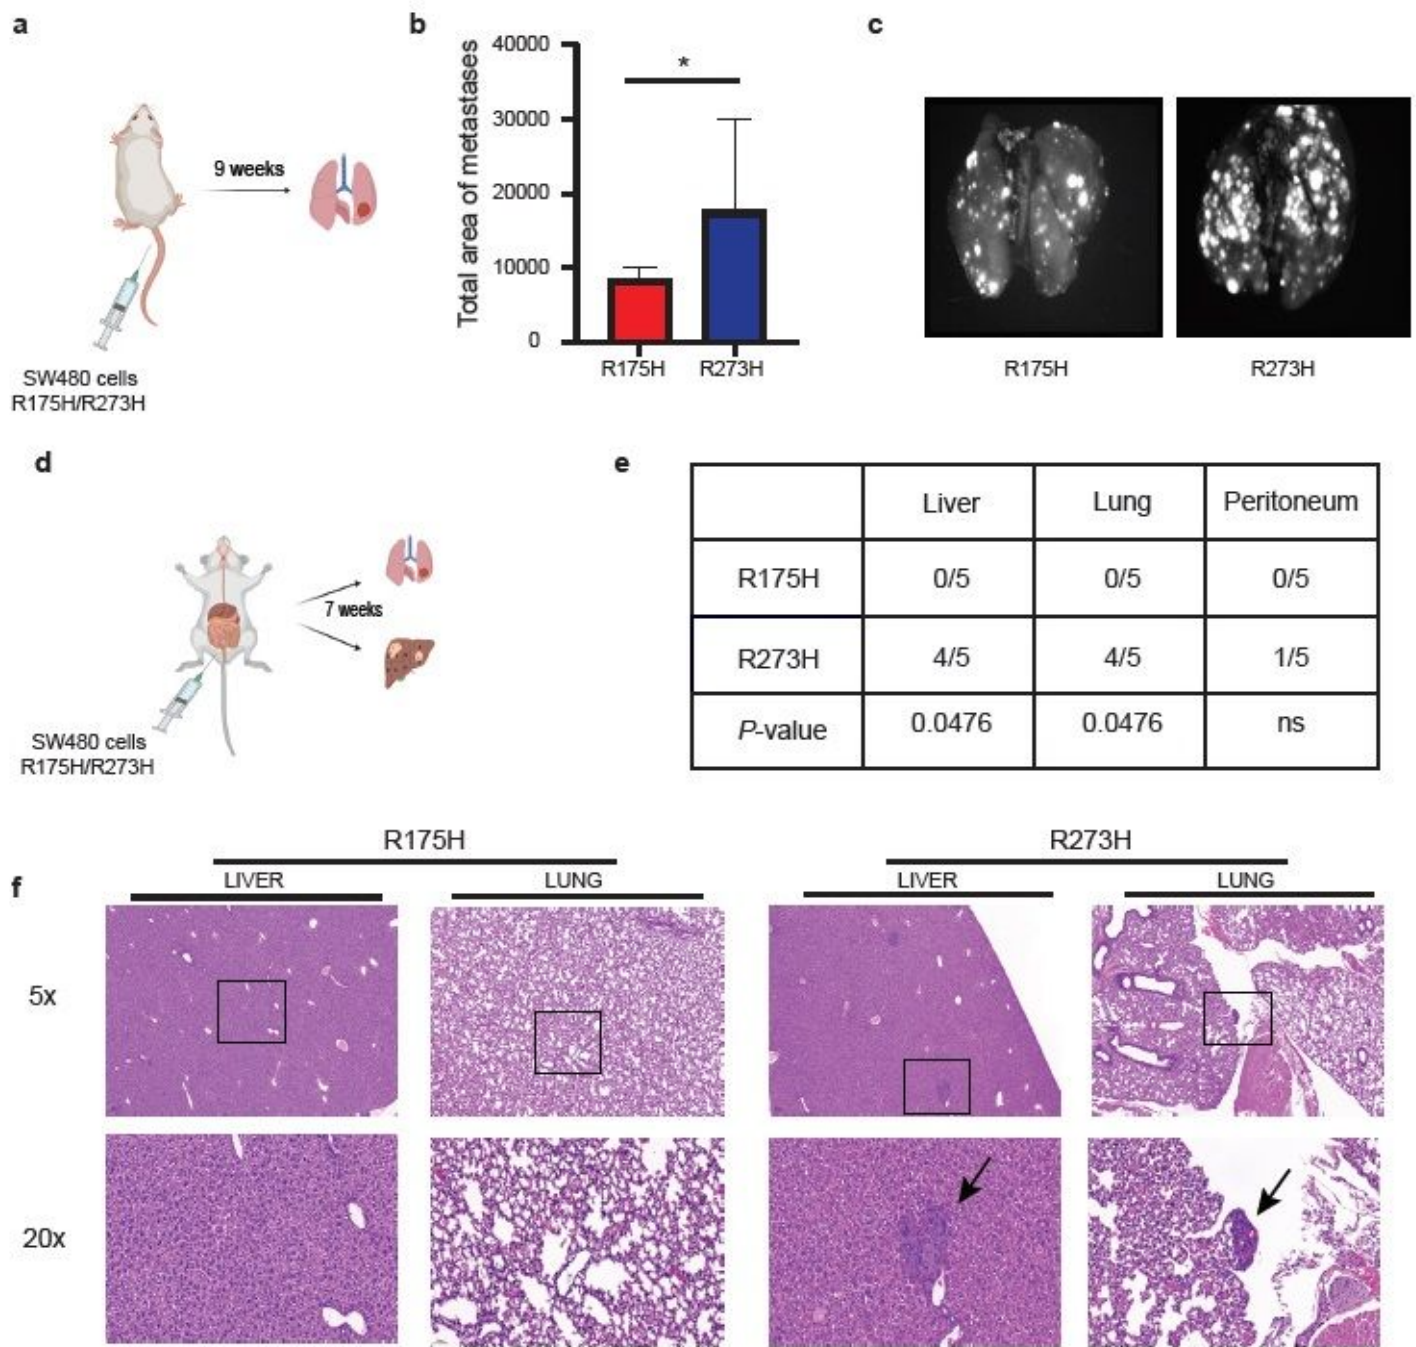 a
9 weeks
SW480 cells
R175H/R273H
b
Total area of metastases
40000
30000
20000
10000
0
*
R175H
R273H
c
R175H
R273H
d
7 weeks
SW480 cells
R175H/R273H
e
Liver Lung Peritoneum
R175H 0/5 0/5 0/5
R273H 4/5 4/5 1/5
P-value 0.0476 0.0476 ns
f
R175H R273H
LIVER LUNG LIVER LUNG
5x
20x